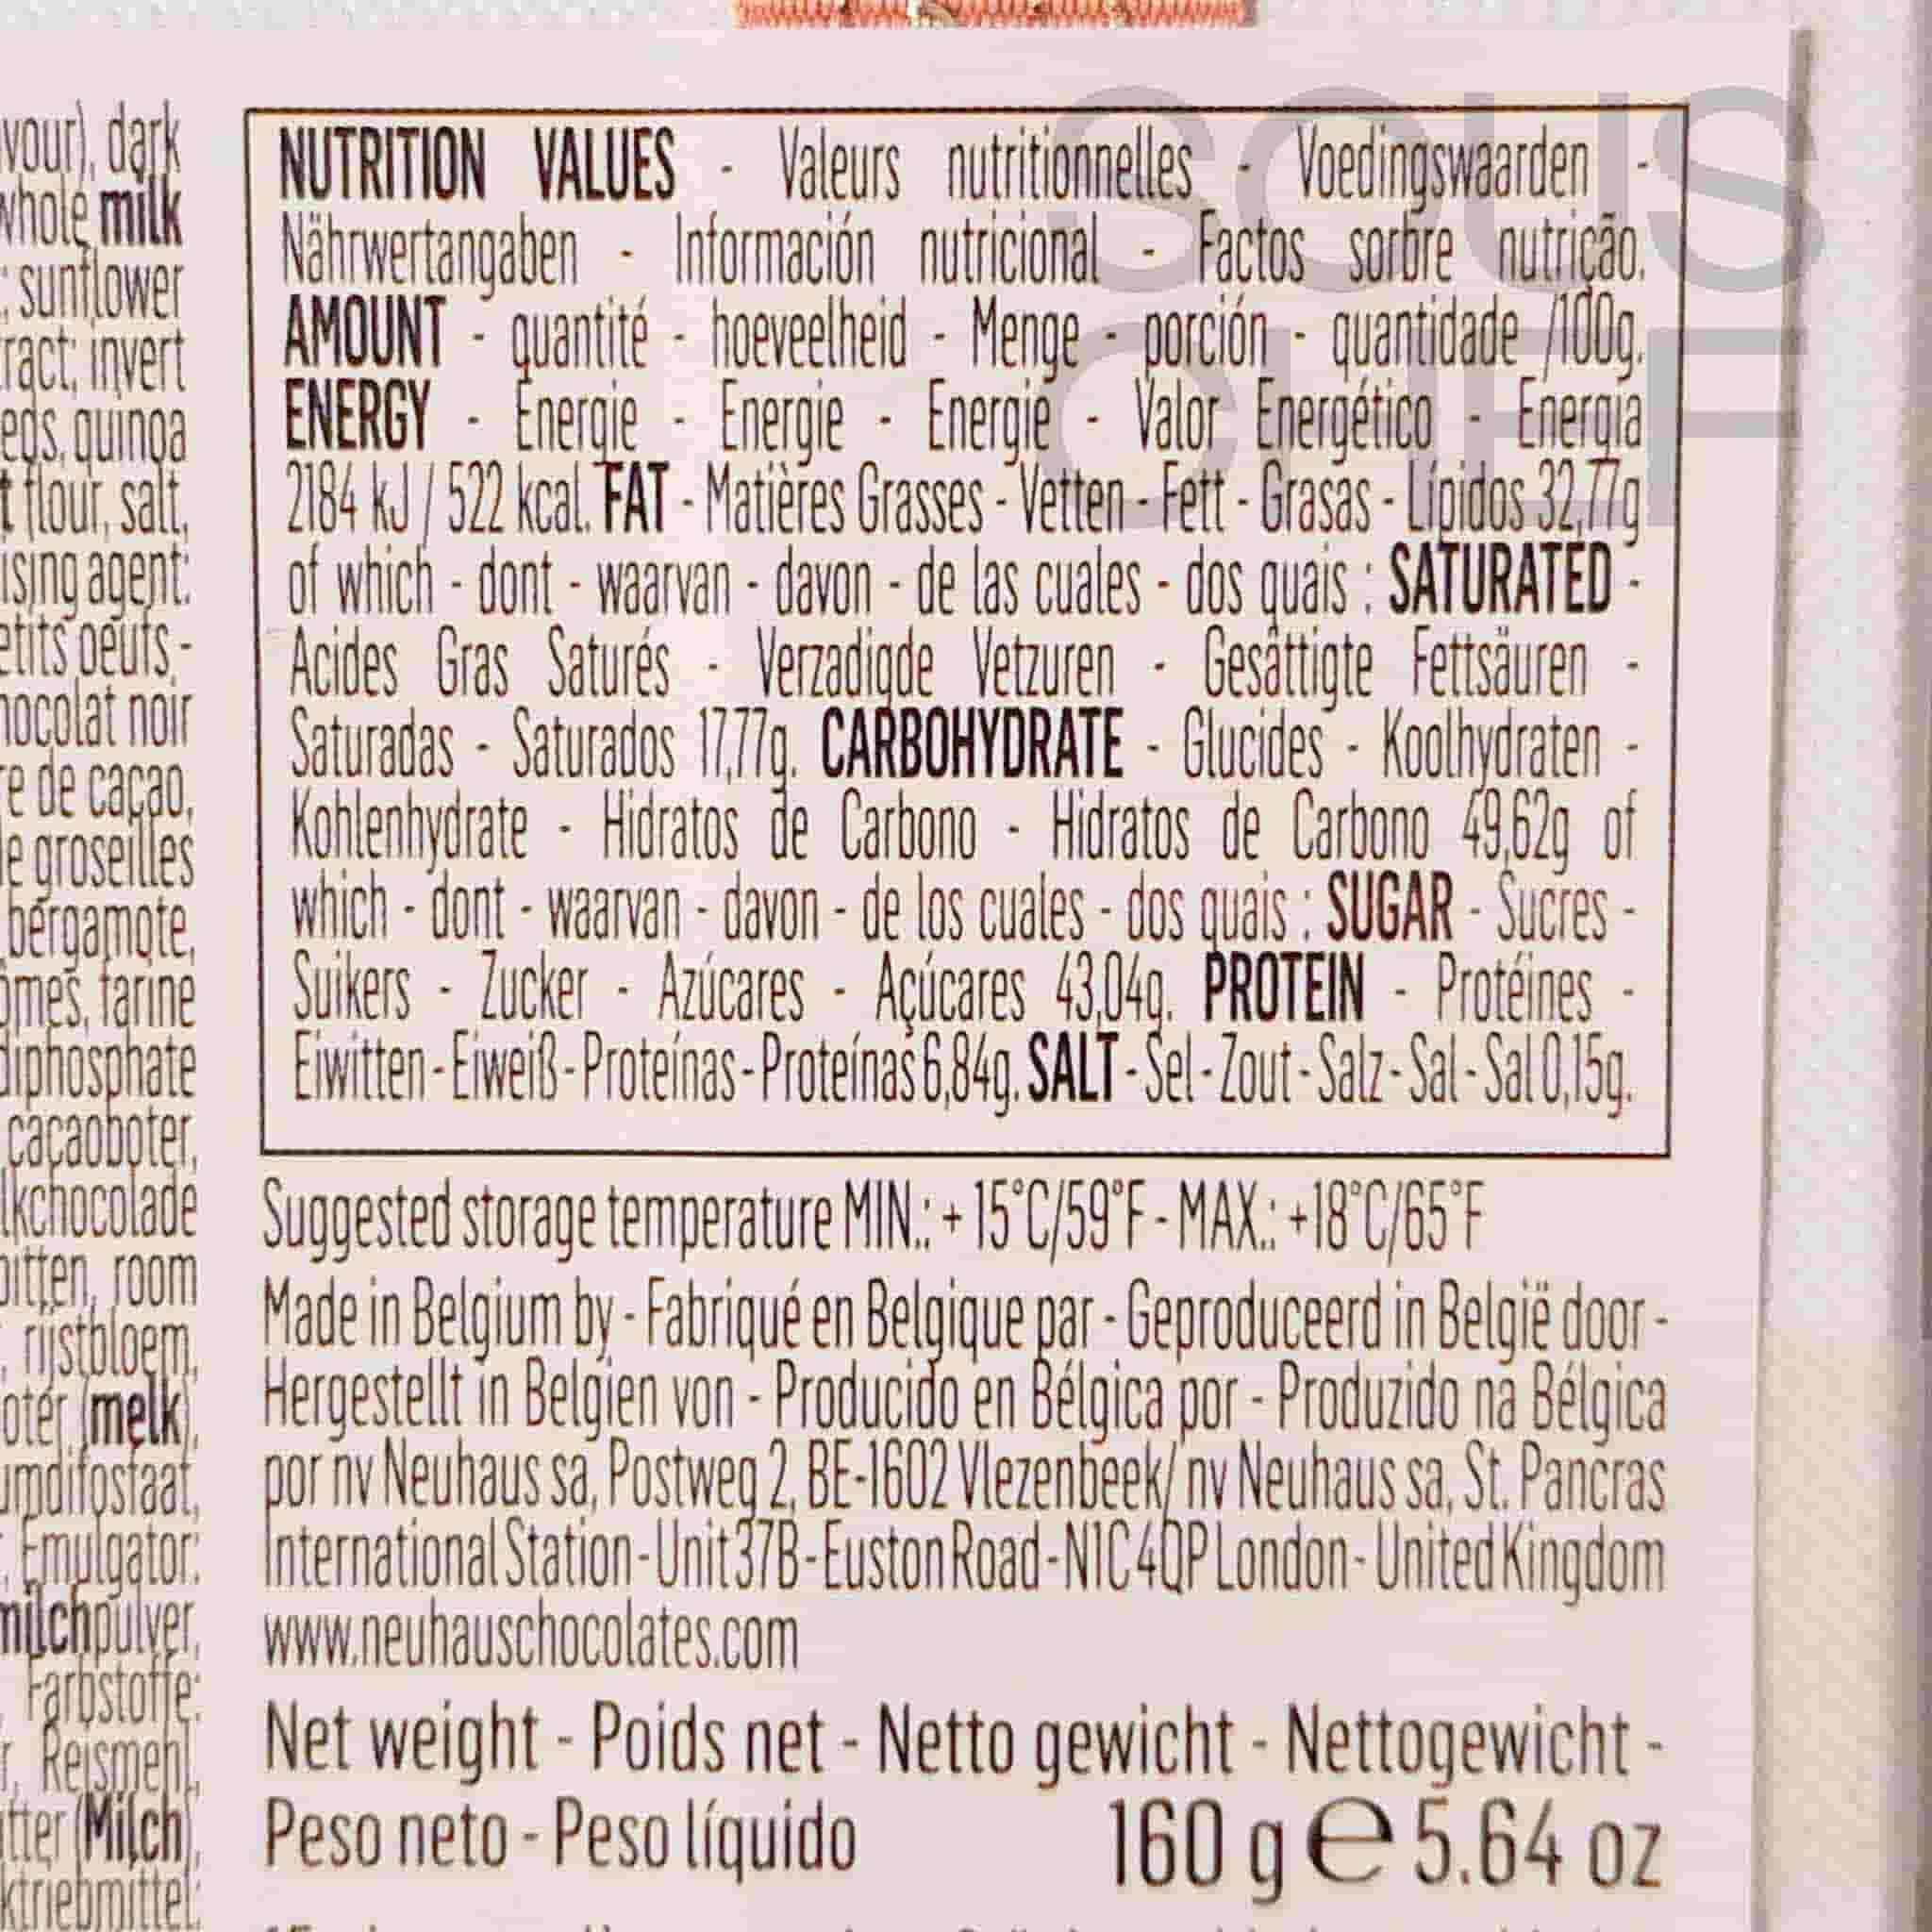 SOUS
CHEF
vour), dark
whole milk
; sunflower
ract; invert
eds, quinoa
t flour, salt,
ising agent:
etits oeufs -
hocolat noir
re de cacao,
le groseilles
bergamote,
ômes, farine
diphosphate
cacaoboter,
lkchocolade
oitten, room
, rijstbloem,
oter (melk),
umdifosfaat,
. Emulgator:
milchpulver,
Farbstoffe:
r, Reismehl,
tter (Milch),
ktriebmittel:
NUTRITION VALUES - Valeurs nutritionnelles - Voedingswaarden -
Nährwertangaben - Información nutricional - Factos sorbre nutrição.
AMOUNT - quantité - hoeveelheid - Menge - porción - quantidade /100g.
ENERGY - Energie - Energie - Energie - Valor Energético - Energia
2184 kJ / 522 kcal. FAT - Matières Grasses - Vetten - Fett - Grasas - Lípidos 32,77g
of which - dont - waarvan - davon - de las cuales - dos quais : SATURATED -
Acides Gras Saturés - Verzadigde Vetzuren - Gesättigte Fettsäuren -
Saturadas - Saturados 17,77g. CARBOHYDRATE - Glucides - Koolhydraten -
Kohlenhydrate - Hidratos de Carbono - Hidratos de Carbono 49,62g of
which - dont - waarvan - davon - de los cuales - dos quais : SUGAR - Sucres -
Suikers - Zucker - Azúcares - Açúcares 43,04g. PROTEIN - Protéines -
Eiwitten - Eiweiß - Proteínas - Proteínas 6,84g. SALT - Sel - Zout - Salz - Sal - Sal 0,15g.
Suggested storage temperature MIN.: + 15°C/59°F - MAX.: +18°C/65°F
Made in Belgium by - Fabriqué en Belgique par - Geproduceerd in België door -
Hergestellt in Belgien von - Producido en Bélgica por - Produzido na Bélgica
por nv Neuhaus sa, Postweg 2, BE-1602 Vlezenbeek/ nv Neuhaus sa, St. Pancras
International Station - Unit 37B - Euston Road - N1C 4QP London - United Kingdom
www.neuhauschocolates.com
Net weight - Poids net - Netto gewicht - Nettogewicht -
Peso neto - Peso líquido 160 g e 5.64 oz